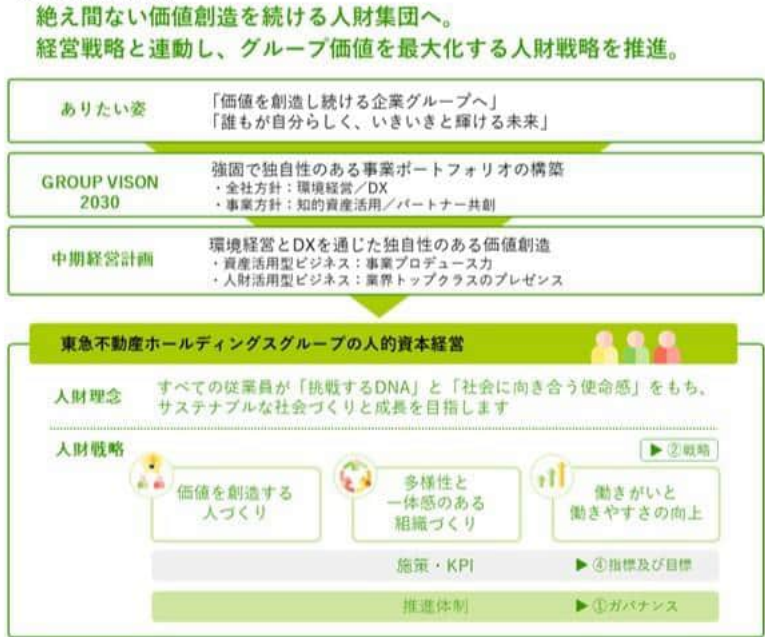 絶え間ない価値創造を続ける人財集団へ。
経営戦略と連動し、グループ価値を最大化する人財戦略を推進。
ありたい姿
「価値を創造し続ける企業グループへ」
「誰もが自分らしく、いきいきと輝ける未来」
GROUP VISON
2030
強固で独自性のある事業ポートフォリオの構築
・全社方針：環境経営／DX
・事業方針：知的資産活用／パートナー共創
中期経営計画
環境経営とDXを通じた独自性のある価値創造
・資産活用型ビジネス：事業プロデュース力
・人財活用型ビジネス：業界トップクラスのプレゼンス
東急不動産ホールディングスグループの人的資本経営
人財理念
すべての従業員が「挑戦するDNA」と「社会に向き合う使命感」をもち、
サステナブルな社会づくりと成長を目指します
人財戦略
▶②戦略
価値を創造する
人づくり
多様性と
一体感のある
組織づくり
働きがいと
働きやすさの向上
施策・KPI
▶④指標及び目標
推進体制
▶①ガバナンス